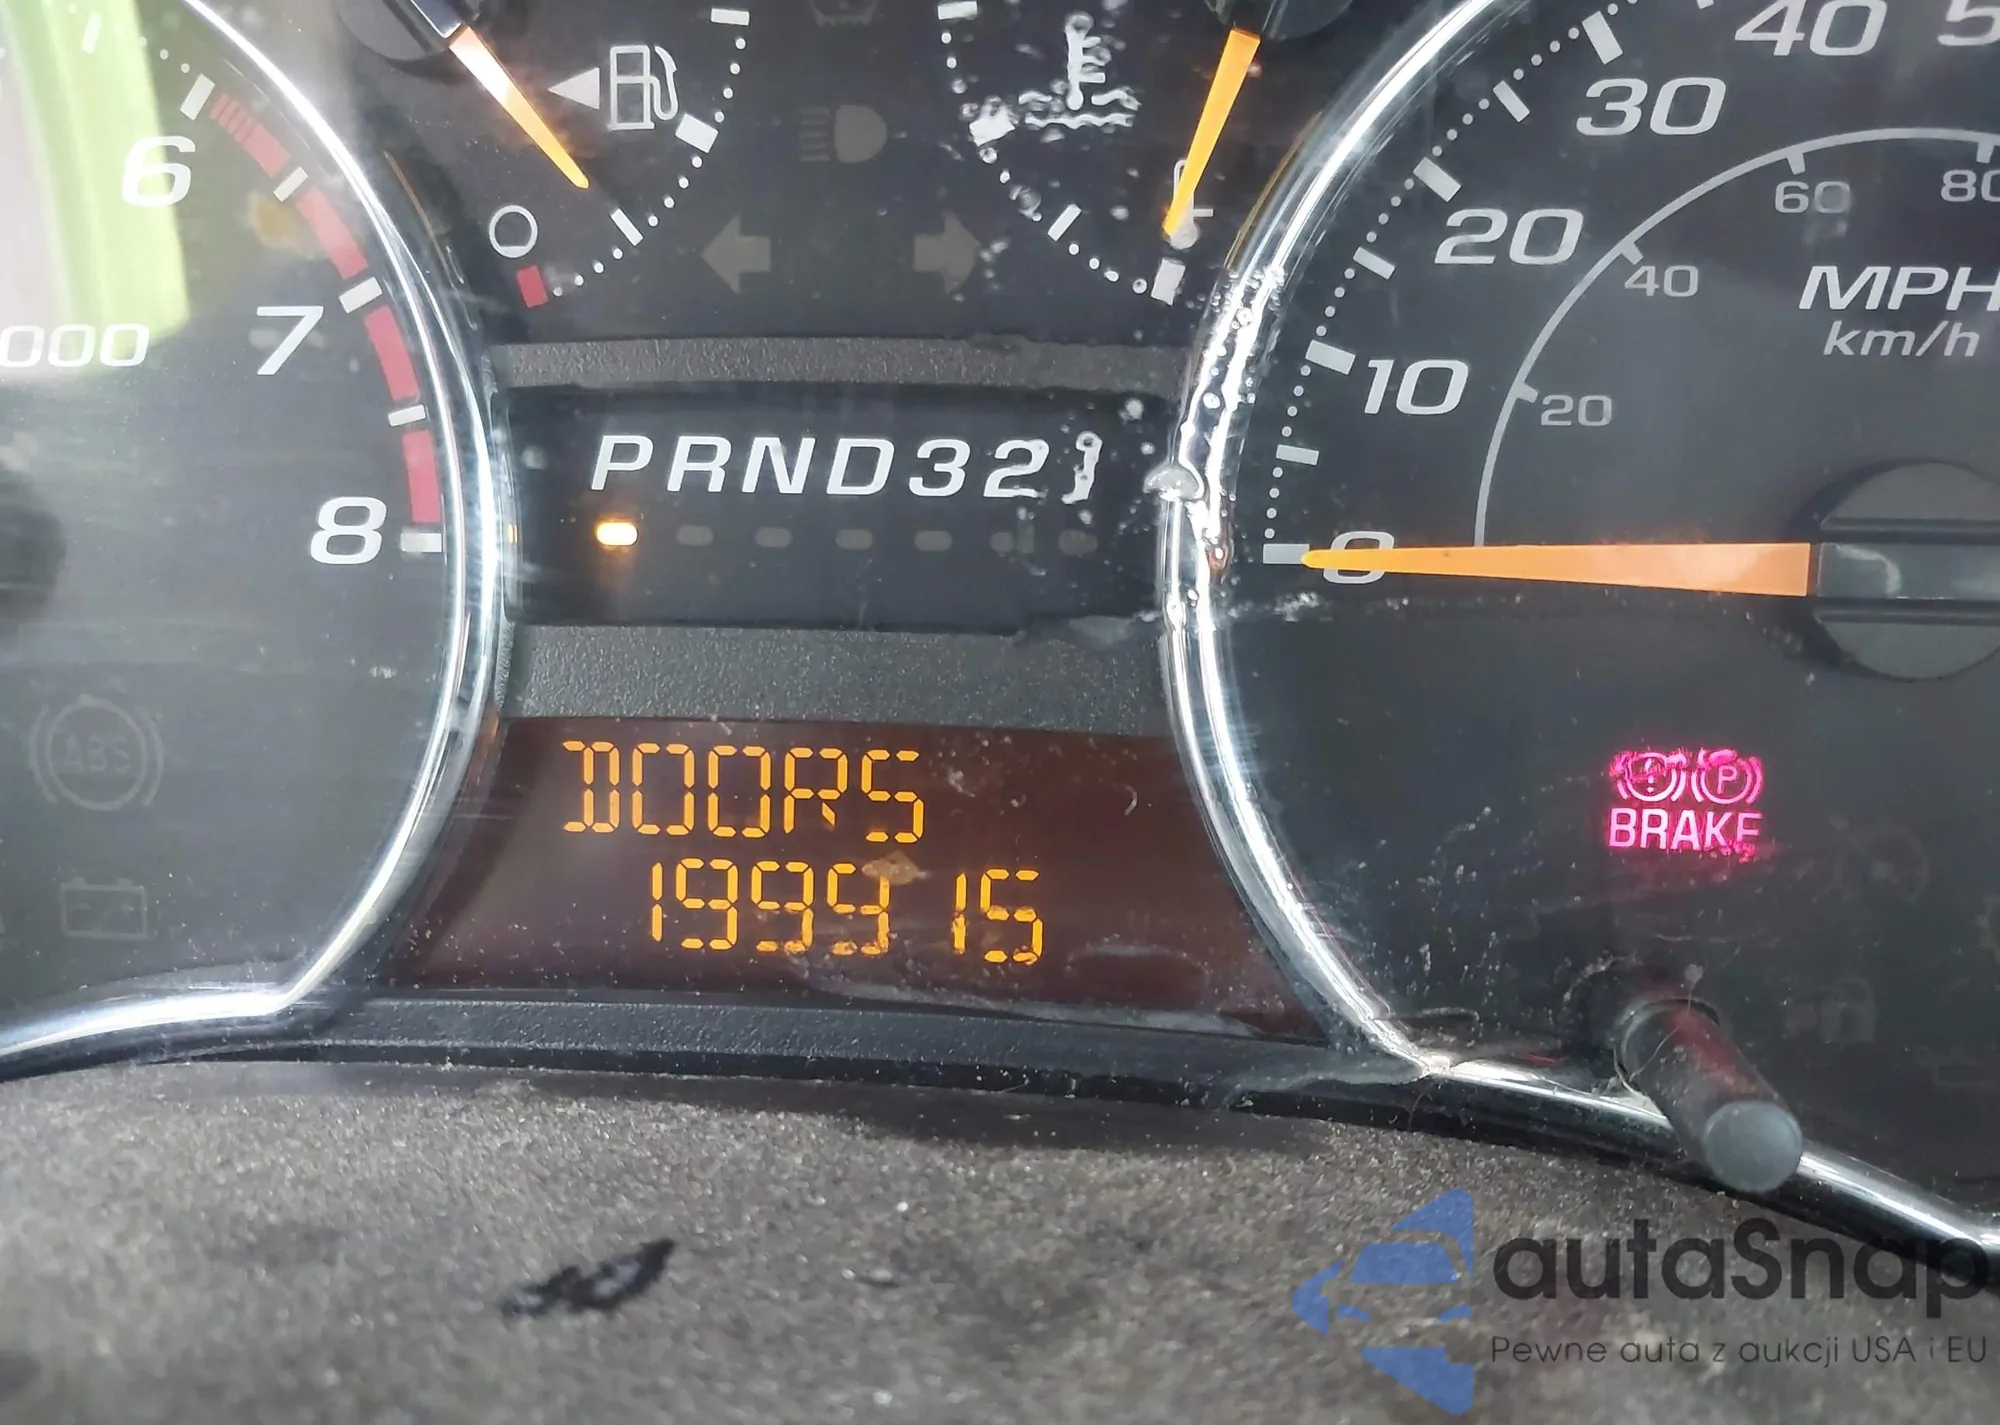 40 5
30
6
60 80
20
40
MPH
km/h
000 7
10
20
PRND321
8
0
ABS
DOORS
P
BRAKE
199915
autaSnap
Pewne auta z aukcji USA i EU